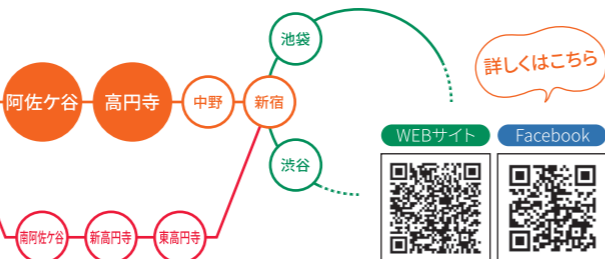 池袋
詳しくはこちら
阿佐ケ谷
高円寺
中野
新宿
WEBサイト
Facebook
渋谷
南阿佐ケ谷
新高円寺
東高円寺